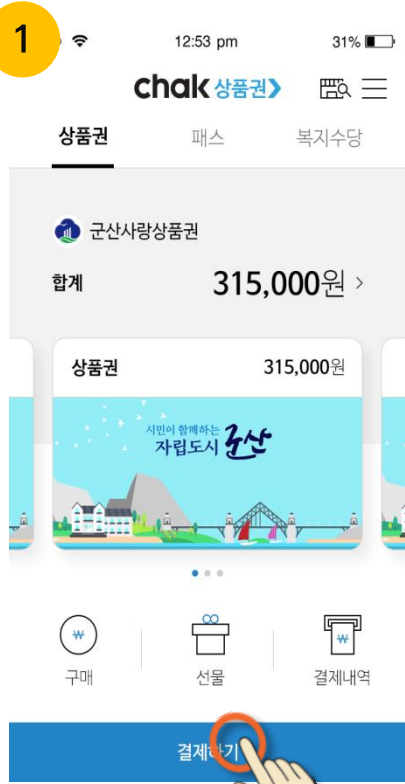 1
12:53 pm 31%
chak 상품권
상품권 패스 복지수당
군산사랑상품권
합계 315,000원 >
상품권 315,000원
시민이 함께하는
자립도시 군산
구매 선물 결제내역
결제하기